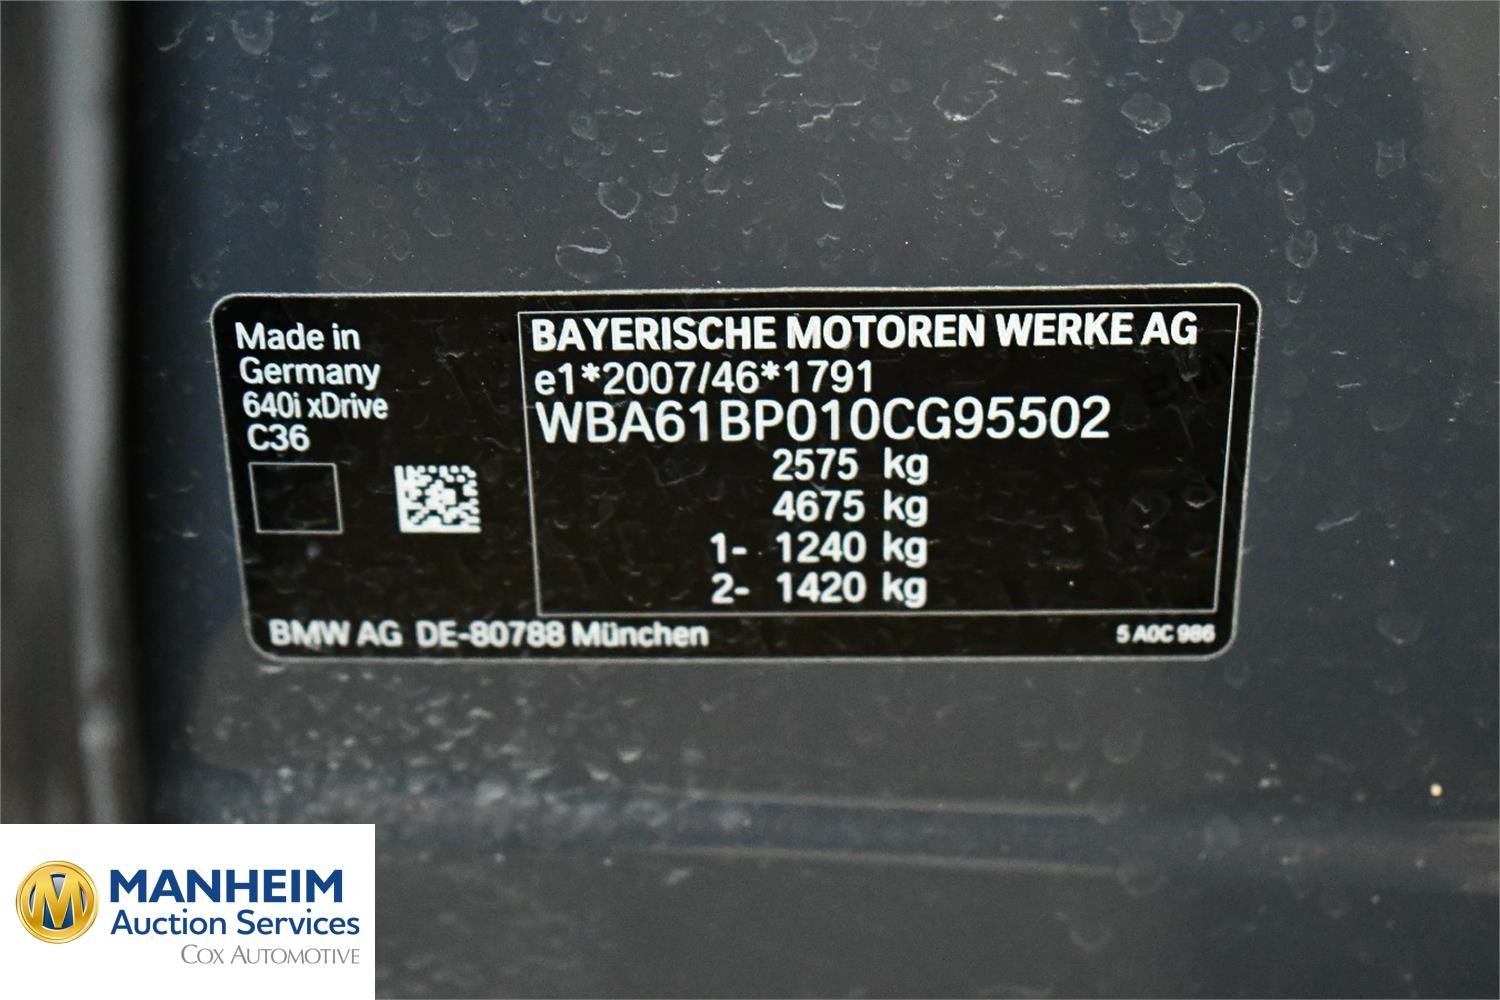 Made in
Germany
640i xDrive
C36
BAYERISCHE MOTOREN WERKE AG
e1*2007/46*1791
WBA61BP010CG95502
2575 kg
4675 kg
1- 1240 kg
2- 1420 kg
BMW AG DE-80788 München
5 A0C 986
MANHEIM
Auction Services
COX AUTOMOTIVE